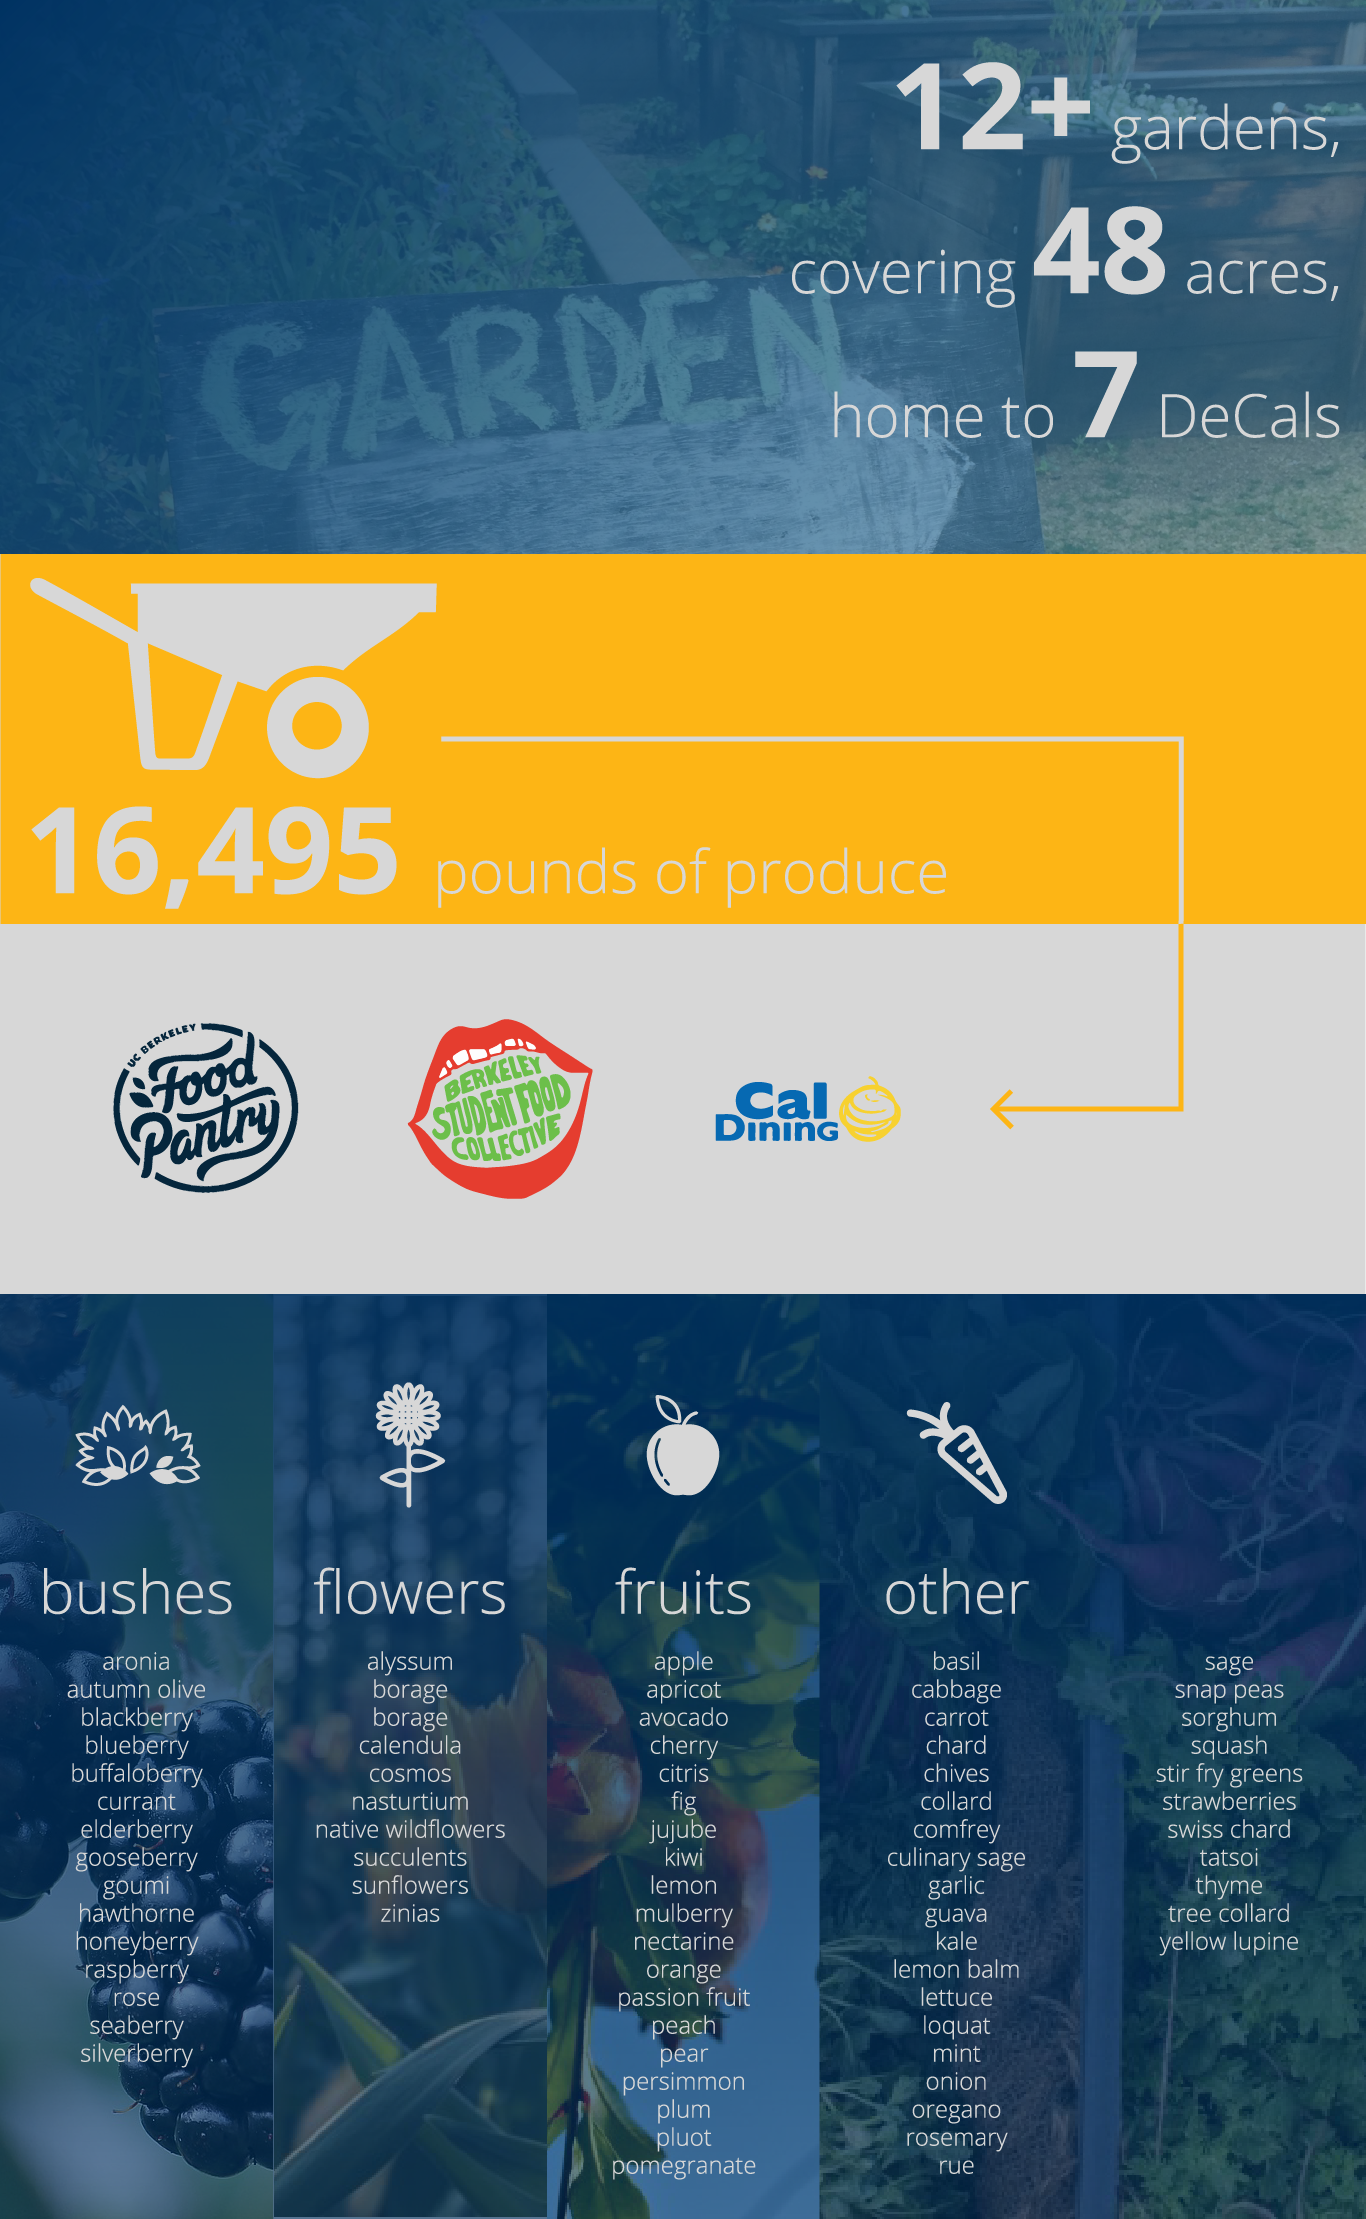 12+ gardens,
covering 48 acres,
home to 7 DeCals
GARDEN
16,495 pounds of produce
UC BERKELEY
Food
Pantry
BERKELEY
STUDENT FOOD
COLLECTIVE
Cal
Dining
bushes
aronia
autumn olive
blackberry
blueberry
buffaloberry
currant
elderberry
gooseberry
goumi
hawthorne
honeyberry
raspberry
rose
seaberry
silverberry
flowers
alyssum
borage
borage
calendula
cosmos
nasturtium
native wildflowers
succulents
sunflowers
zinias
fruits
apple
apricot
avocado
cherry
citris
fig
jujube
kiwi
lemon
mulberry
nectarine
orange
passion fruit
peach
pear
persimmon
plum
pluot
pomegranate
other
basil
cabbage
carrot
chard
chives
collard
comfrey
culinary sage
garlic
guava
kale
lemon balm
lettuce
loquat
mint
onion
oregano
rosemary
rue
sage
snap peas
sorghum
squash
stir fry greens
strawberries
swiss chard
tatsoi
thyme
tree collard
yellow lupine